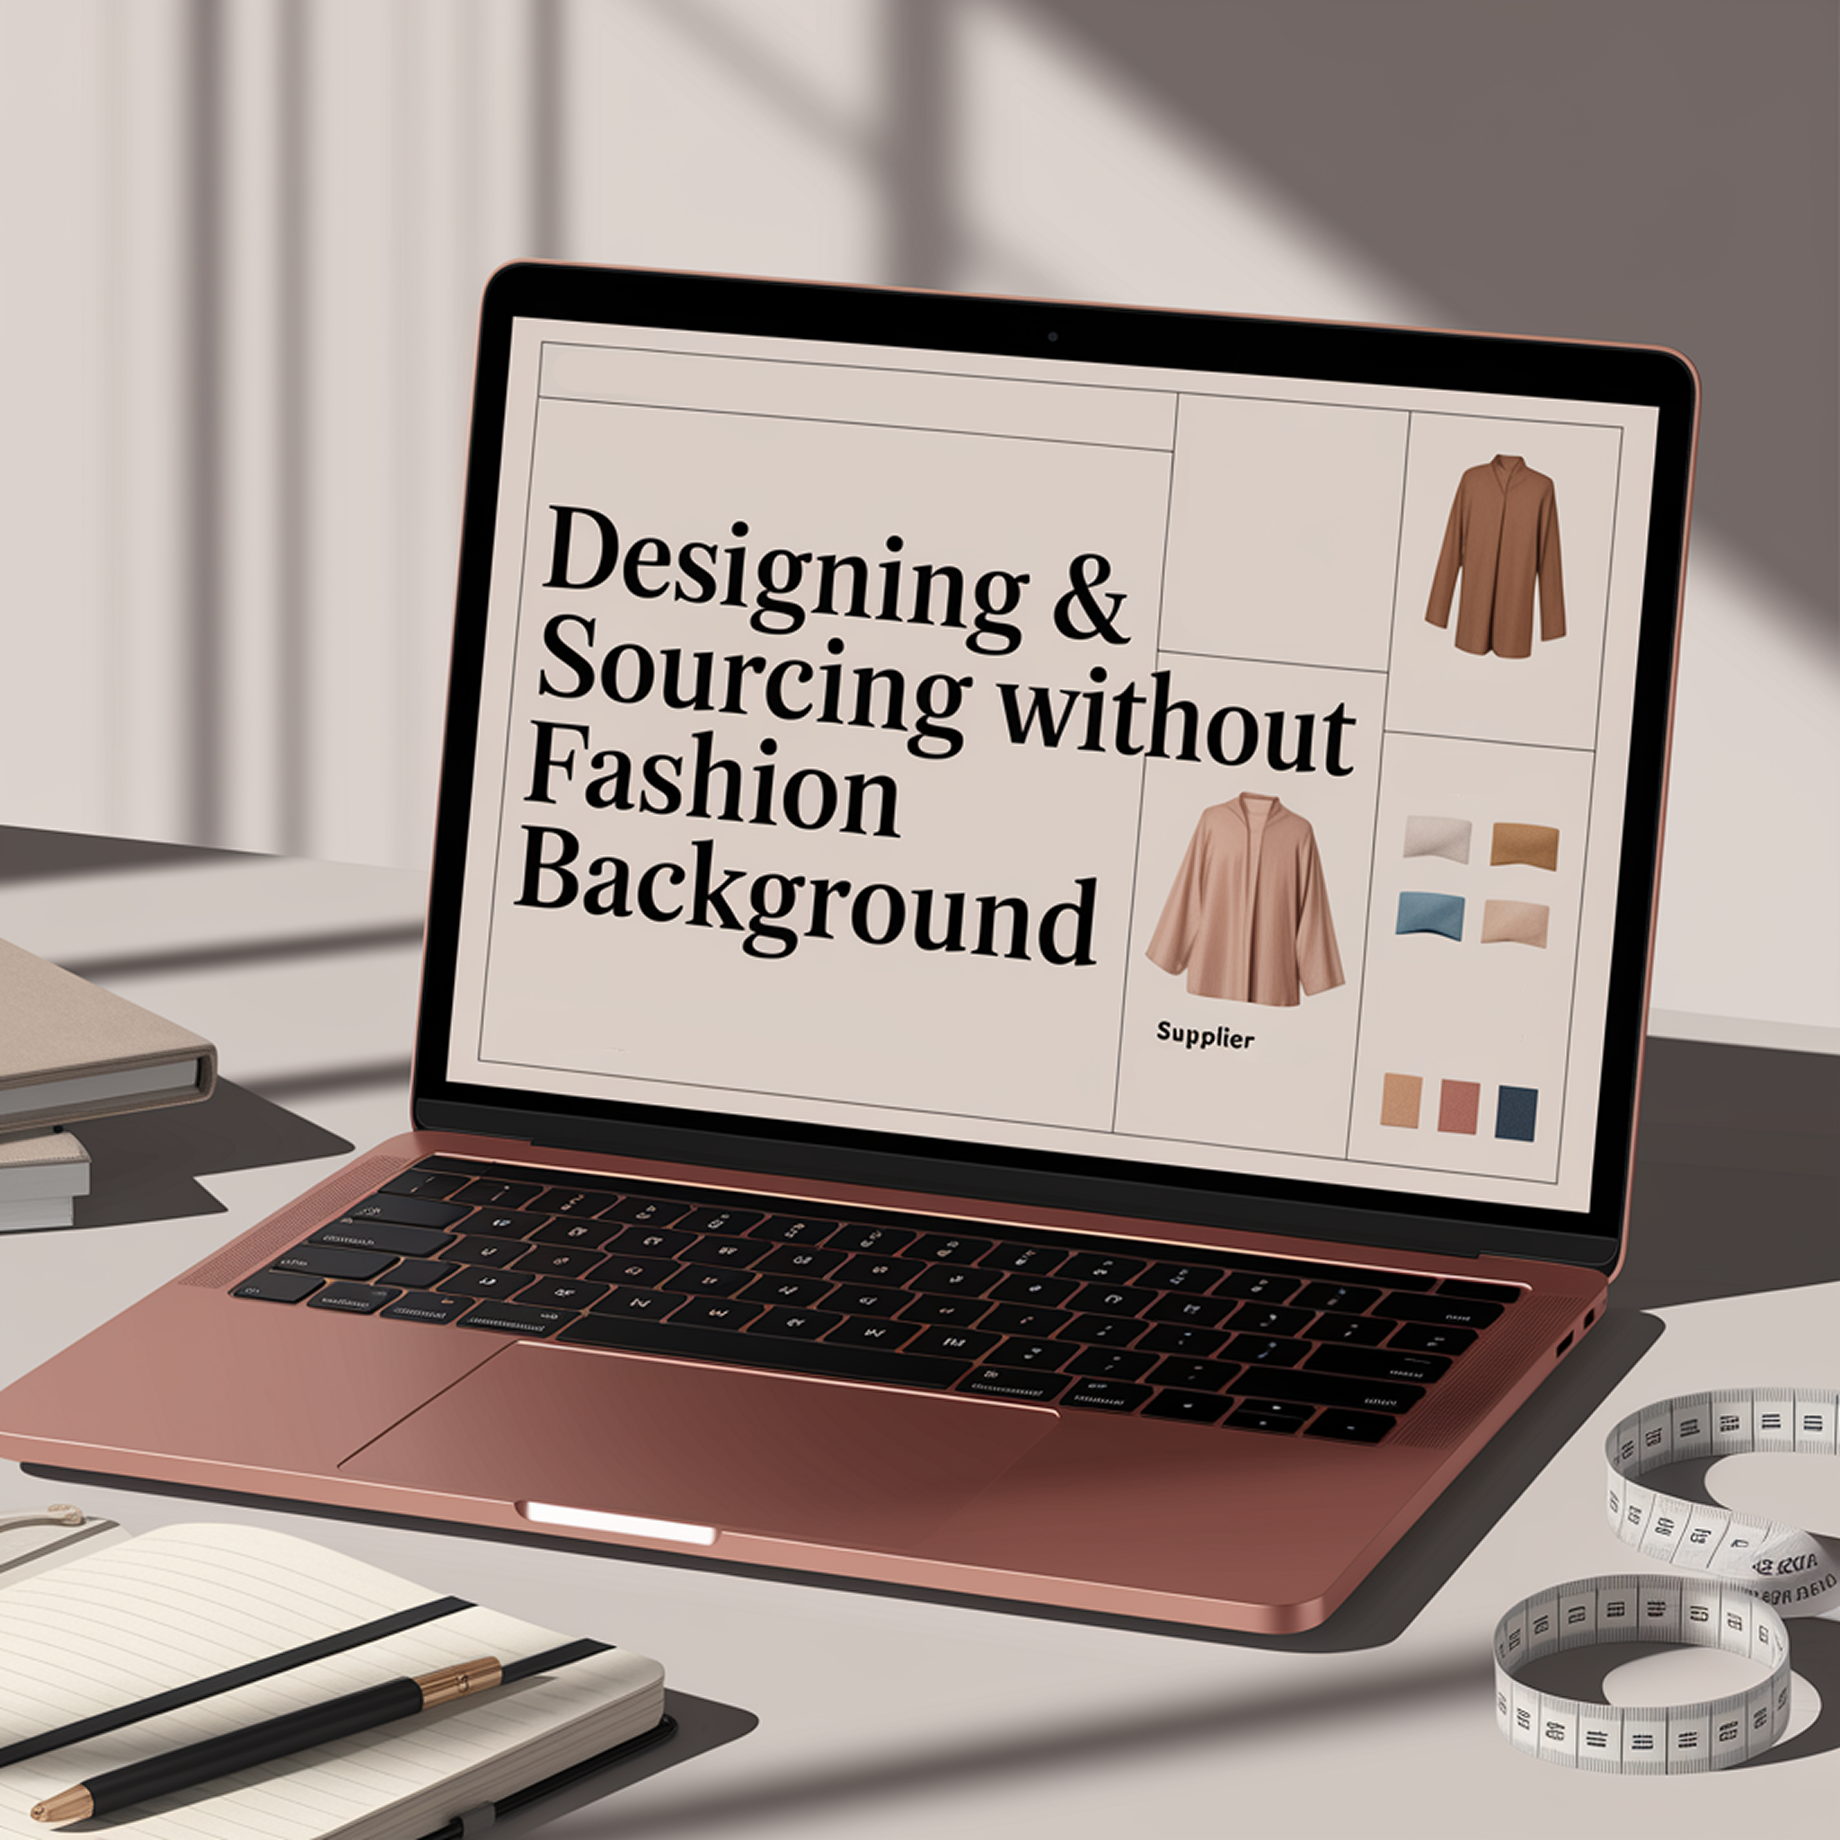 Designing &
Sourcing without
Fashion
Background
Supplier